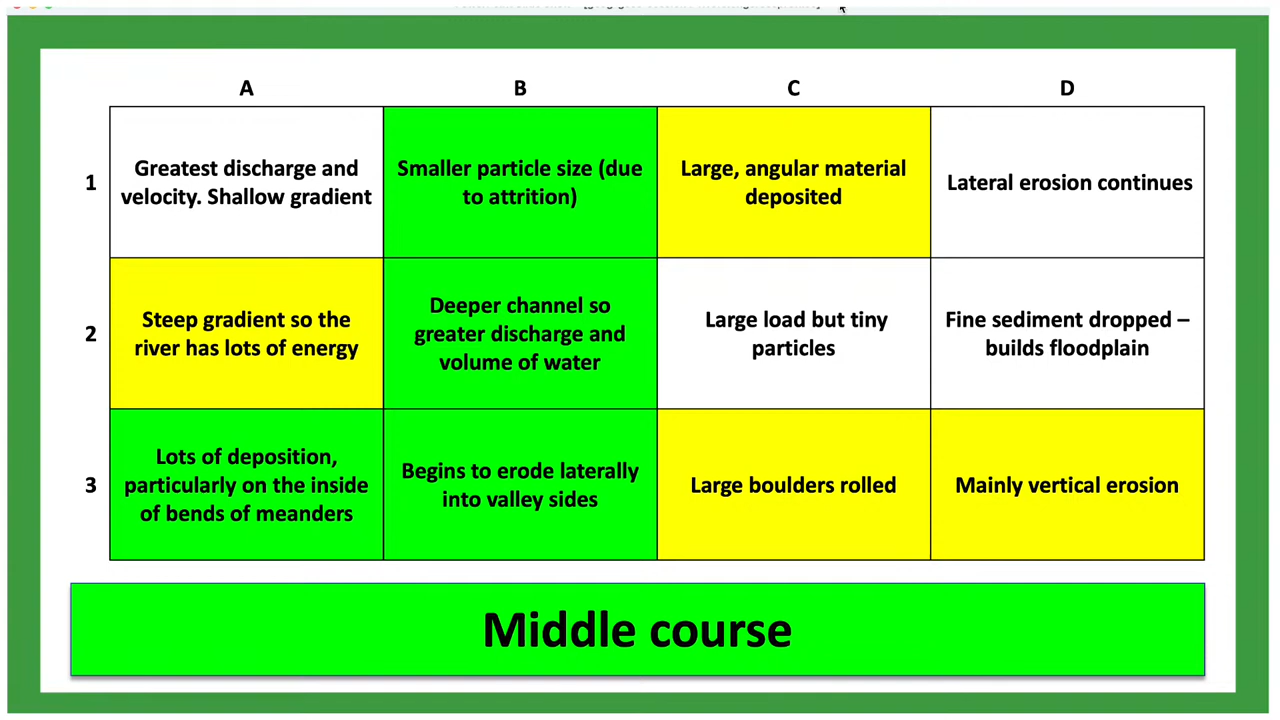 A B C D
1
Greatest discharge and
velocity. Shallow gradient
Smaller particle size (due
to attrition)
Large, angular material
deposited
Lateral erosion continues
2
Steep gradient so the
river has lots of energy
Deeper channel so
greater discharge and
volume of water
Large load but tiny
particles
Fine sediment dropped –
builds floodplain
3
Lots of deposition,
particularly on the inside
of bends of meanders
Begins to erode laterally
into valley sides
Large boulders rolled
Mainly vertical erosion
Middle course